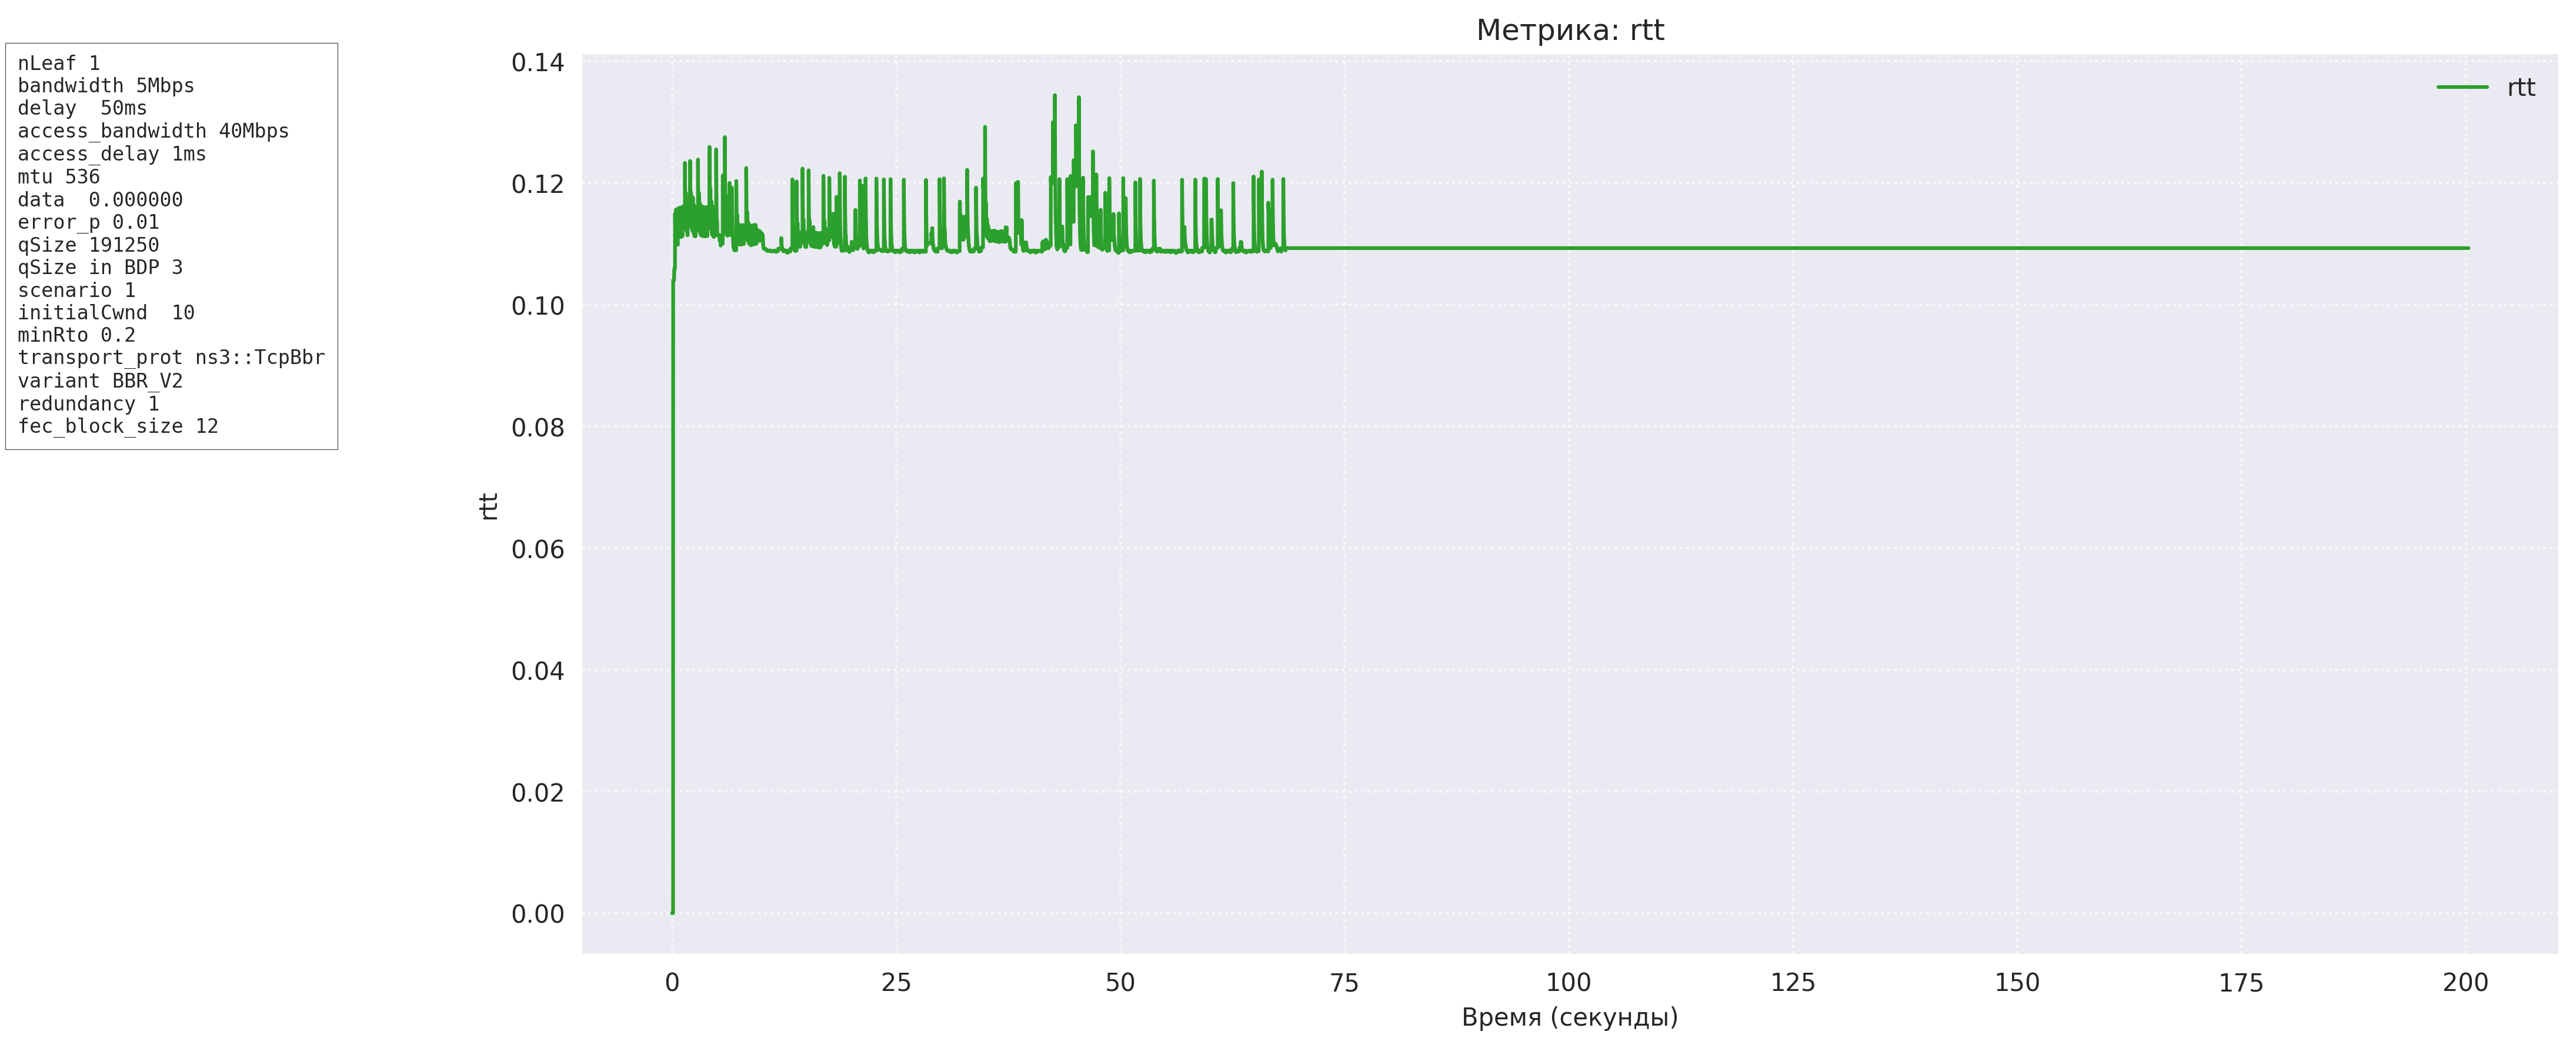 Метрика: rtt
nLeaf 1
bandwidth 5Mbps
delay  50ms
access_bandwidth 40Mbps
access_delay 1ms
mtu 536
data  0.000000
error_p 0.01
qSize 191250
qSize in BDP 3
scenario 1
initialCwnd  10
minRto 0.2
transport_prot ns3::TcpBbr
variant BBR_V2
redundancy 1
fec_block_size 12
rtt
0.14
0.12
0.10
0.08
0.06
0.04
0.02
0.00
rtt
0 25 50 75 100 125 150 175 200
Время (секунды)